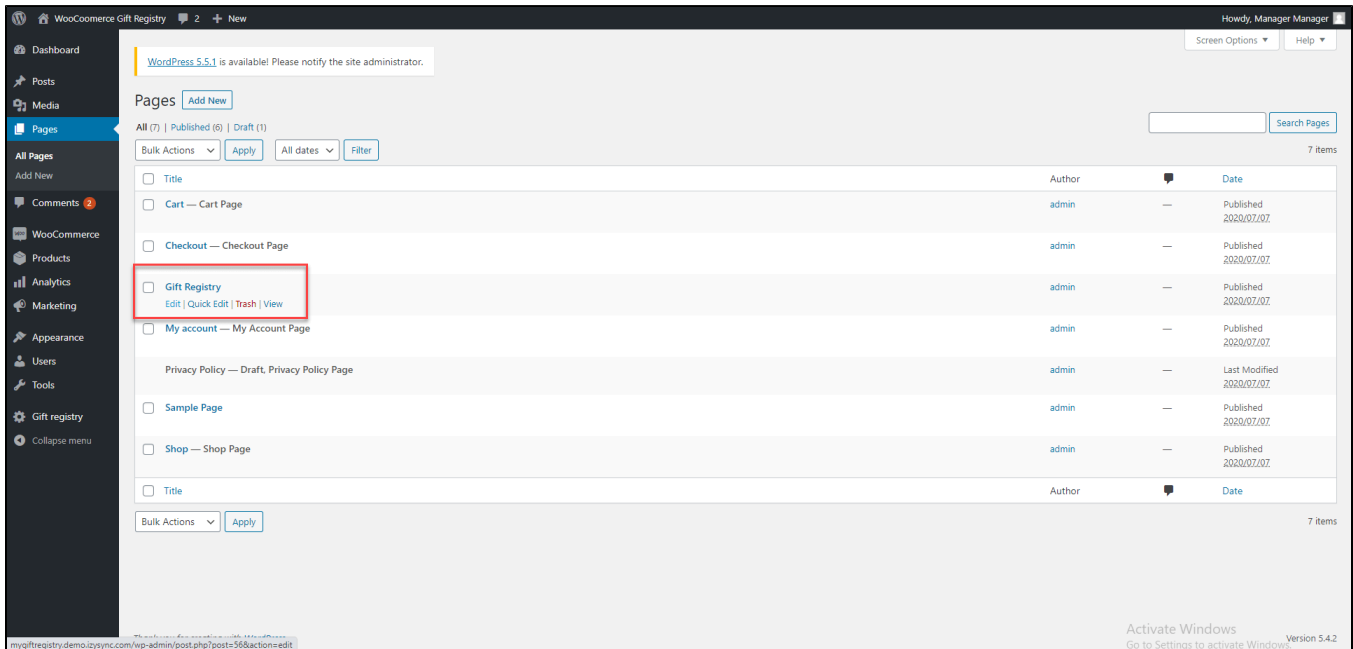 WooCoomerce Gift Registry 2 + New Howdy, Manager Manager
Screen Options ▼ Help ▼
Dashboard
Posts
Media
Pages
All Pages
Add New
Comments 2
WooCommerce
Products
Analytics
Marketing
Appearance
Users
Tools
Gift registry
Collapse menu
WordPress 5.5.1 is available! Please notify the site administrator.
Pages Add New
All (7) | Published (6) | Draft (1)
Search Pages
Bulk Actions Apply All dates Filter 7 items
Title Author Date
Cart — Cart Page admin — Published
2020/07/07
Checkout — Checkout Page admin — Published
2020/07/07
Gift Registry admin — Published
Edit | Quick Edit | Trash | View 2020/07/07
My account — My Account Page admin — Published
2020/07/07
Privacy Policy — Draft, Privacy Policy Page admin — Last Modified
2020/07/07
Sample Page admin — Published
2020/07/07
Shop — Shop Page admin — Published
2020/07/07
Title Author Date
Bulk Actions Apply 7 items
Activate Windows
Go to Settings to activate Windows.
Version 5.4.2
mygiftregistry.demo.izysync.com/wp-admin/post.php?post=56&action=edit